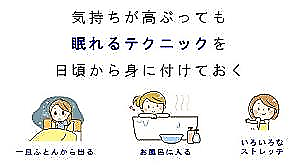 気持ちが高ぶっても
眠れるテクニックを
日頃から身に付けておく
一旦ふとんから出る
お風呂に入る
いろいろな
ストレッチ